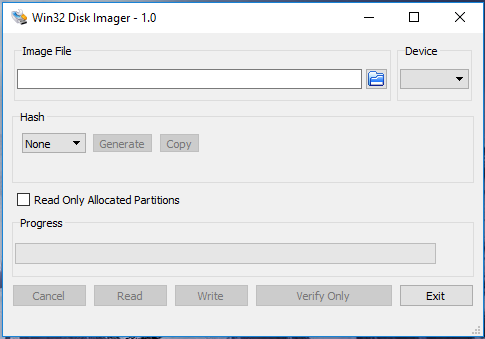 Win32 Disk Imager - 1.0
Image File
Device
Hash
None
Generate
Copy
Read Only Allocated Partitions
Progress
Cancel
Read
Write
Verify Only
Exit